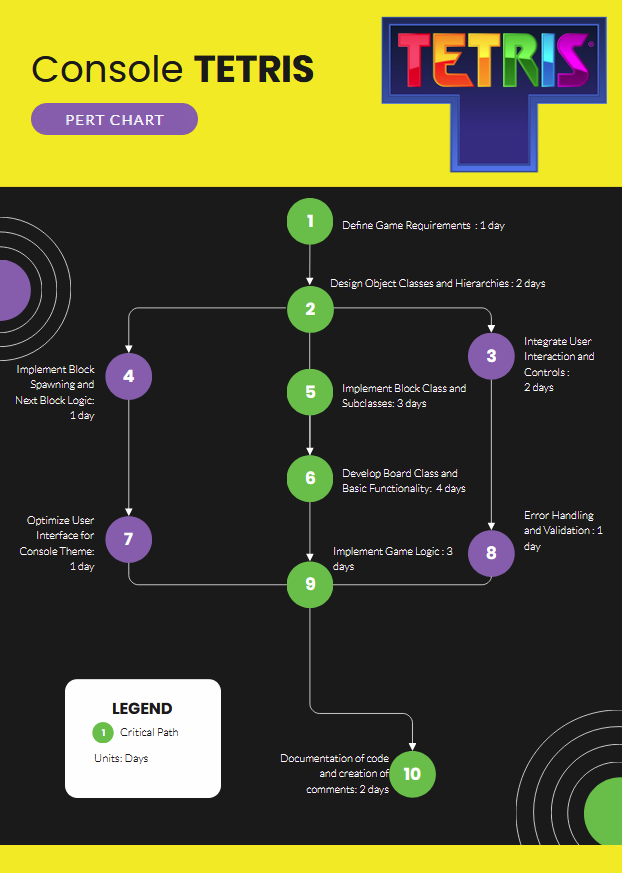 Console TETRIS
PERT CHART
TETRIS®
1
Define Game Requirements : 1 day
Design Object Classes and Hierarchies : 2 days
2
3
Integrate User
Interaction and
Controls :
2 days
4
Implement Block
Spawning and
Next Block Logic:
1 day
5
Implement Block Class and
Subclasses: 3 days
6
Develop Board Class and
Basic Functionality: 4 days
Optimize User
Interface for
Console Theme:
1 day
7
Error Handling
and Validation : 1
day
8
Implement Game Logic : 3
days
9
LEGEND
1 Critical Path
Units: Days
Documentation of code
and creation of
comments: 2 days
10